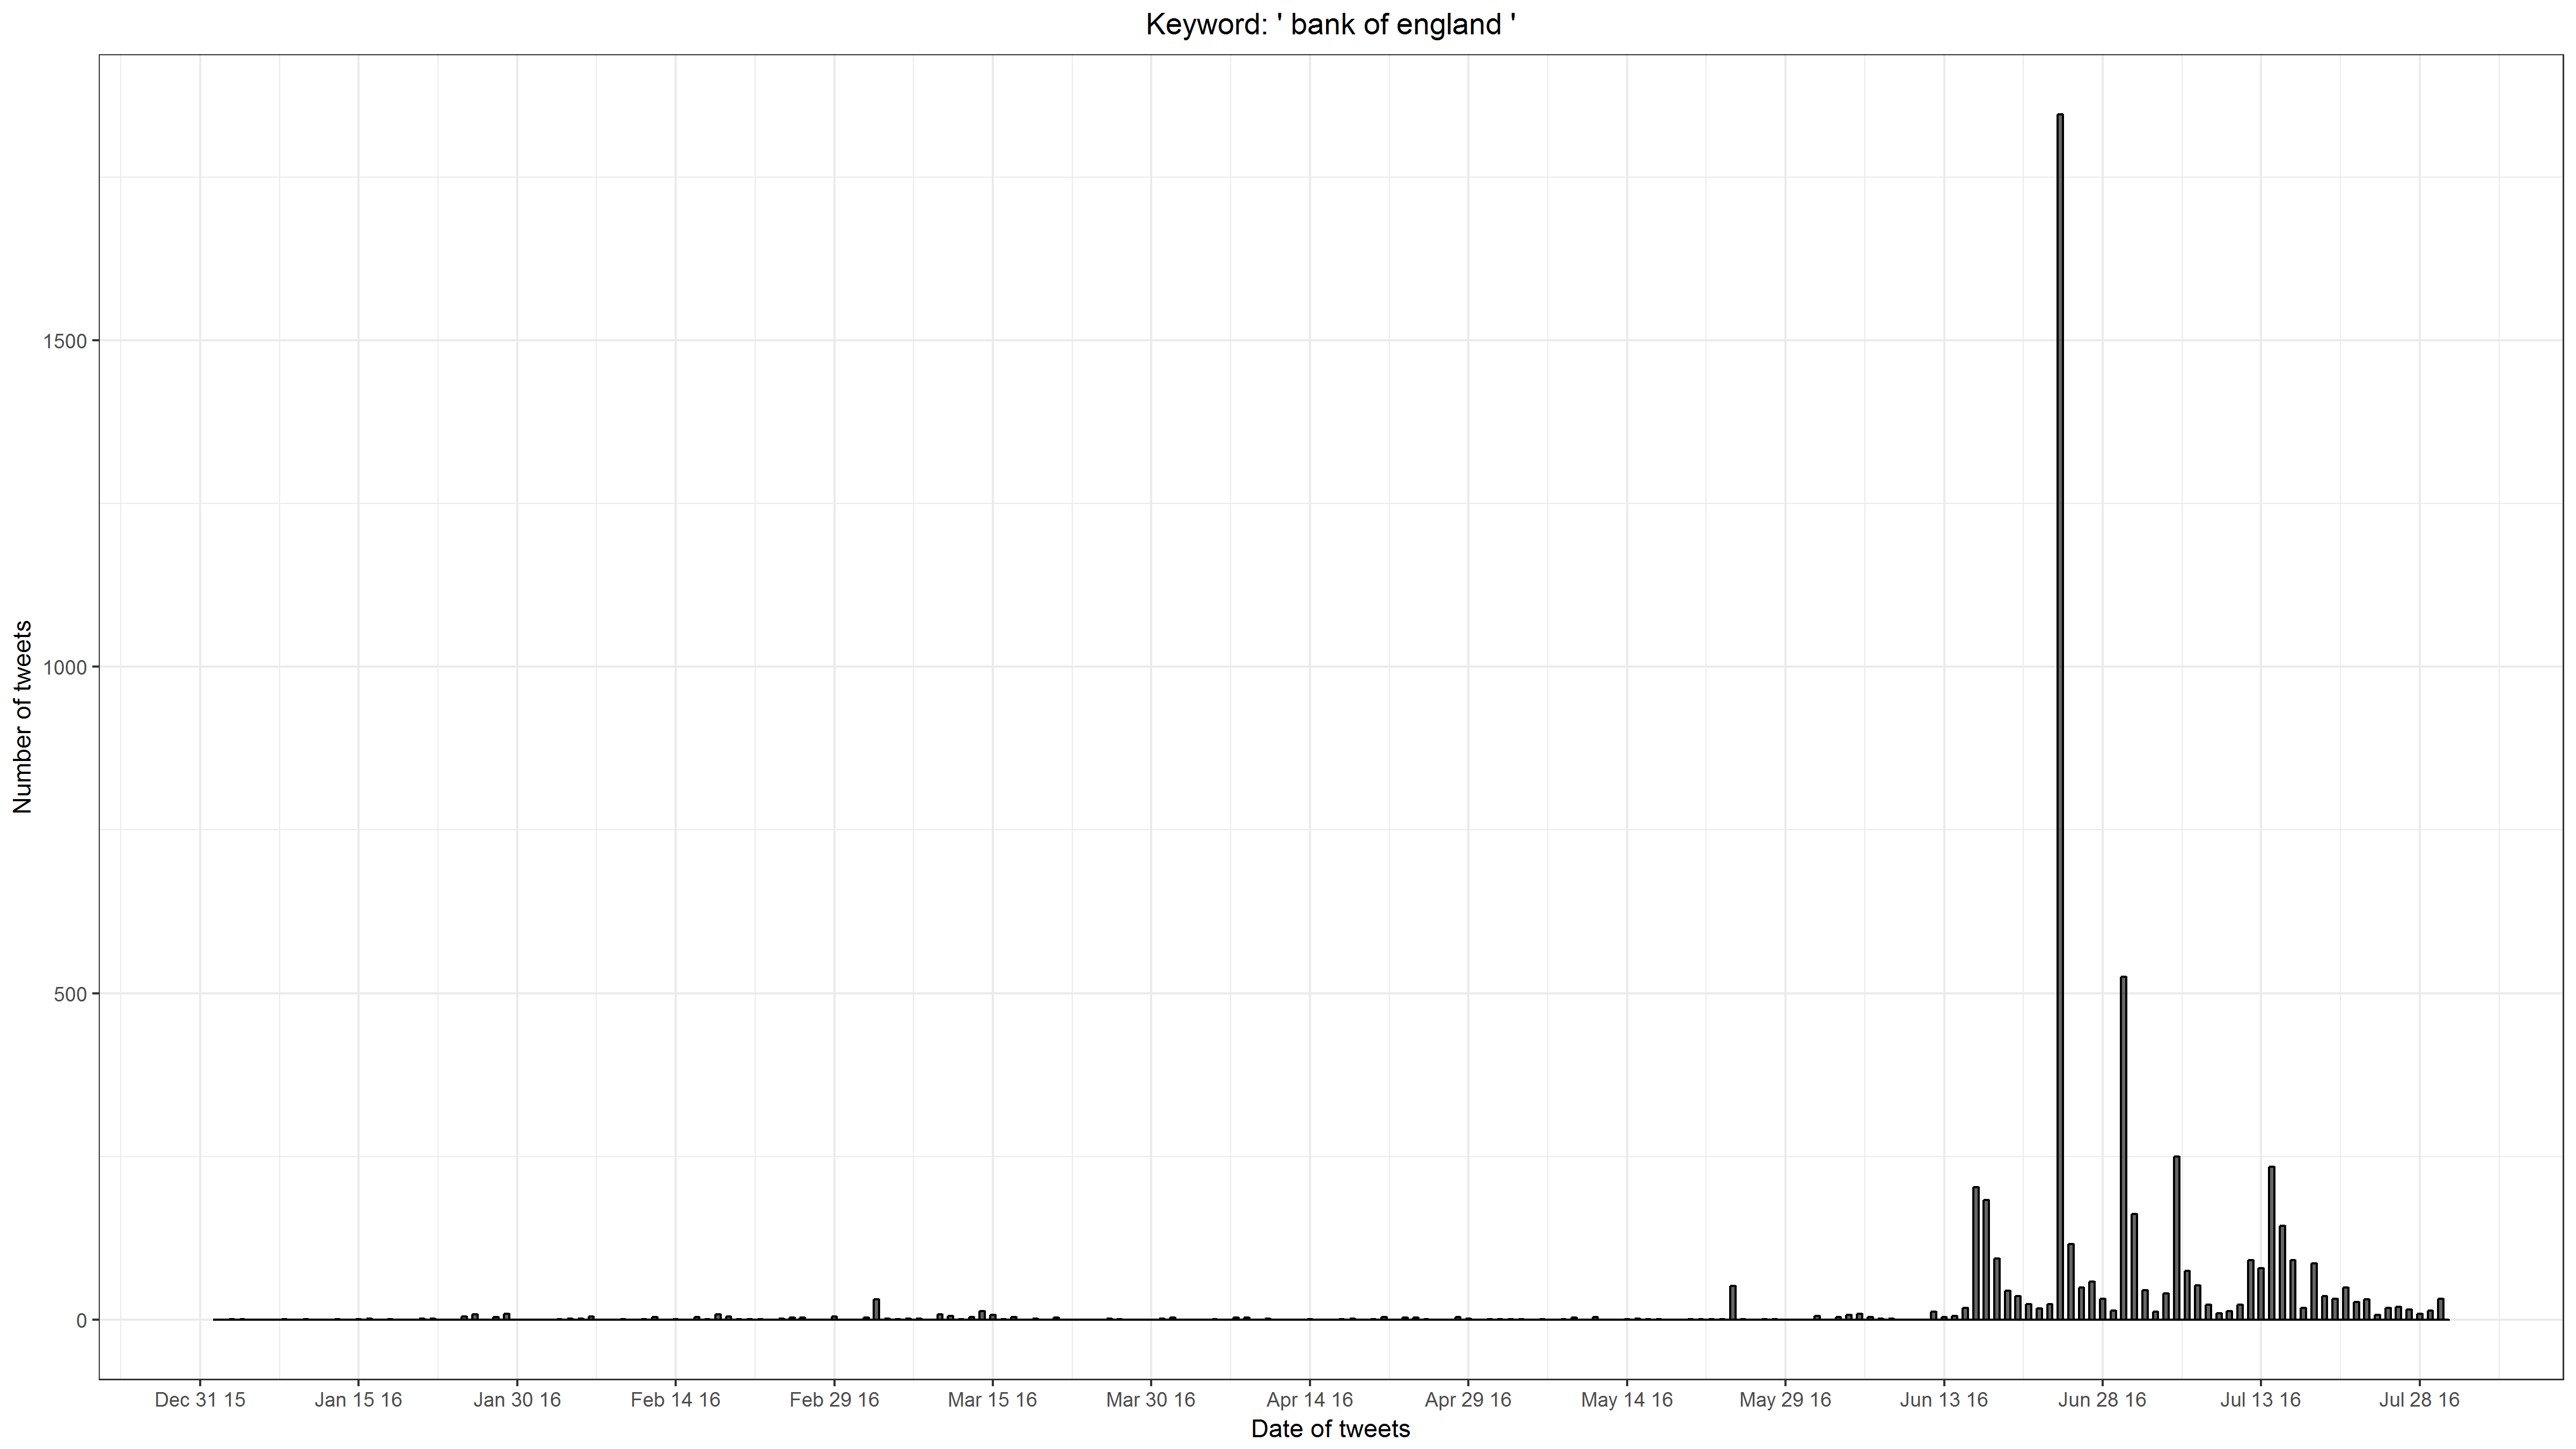 Keyword: ' bank of england '
Number of tweets
1500
1000
500
0
Dec 31 15 Jan 15 16 Jan 30 16 Feb 14 16 Feb 29 16 Mar 15 16 Mar 30 16 Apr 14 16 Apr 29 16 May 14 16 May 29 16 Jun 13 16 Jun 28 16 Jul 13 16 Jul 28 16
Date of tweets